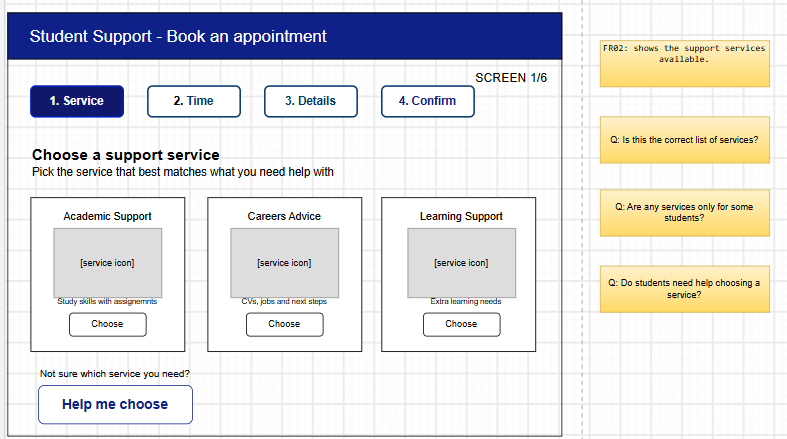 Student Support - Book an appointment
SCREEN 1/6
1. Service
2. Time
3. Details
4. Confirm
Choose a support service
Pick the service that best matches what you need help with
Academic Support
[service icon]
Study skills with assignemnts
Choose
Careers Advice
[service icon]
CVs, jobs and next steps
Choose
Learning Support
[service icon]
Extra learning needs
Choose
Not sure which service you need?
Help me choose
FR02: shows the support services
available.
Q: Is this the correct list of services?
Q: Are any services only for some
students?
Q: Do students need help choosing a
service?